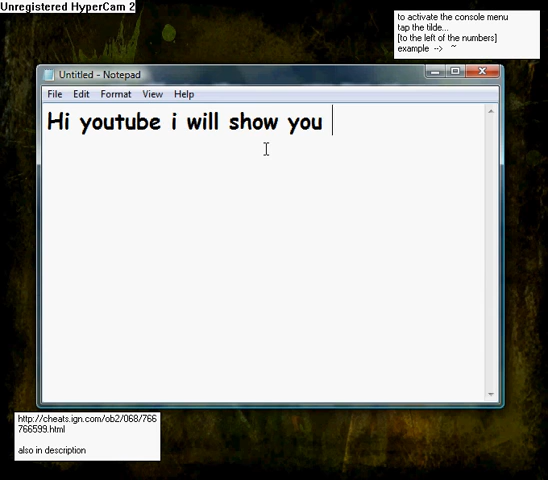 Unregistered HyperCam 2
to activate the console menu
tap the tilde...
[to the left of the numbers]
example --> ~
Untitled - Notepad
File Edit Format View Help
Hi youtube i will show you
http://cheats.ign.com/ob2/068/766
766599.html
also in description